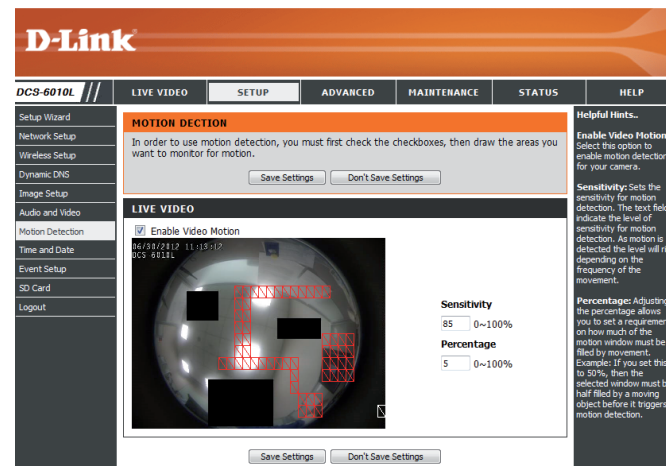 D-Link
DCS-6010L
LIVE VIDEO
SETUP
ADVANCED
MAINTENANCE
STATUS
HELP
Setup Wizard
Network Setup
Wireless Setup
Dynamic DNS
Image Setup
Audio and Video
Motion Detection
Time and Date
Event Setup
SD Card
Logout
MOTION DECTION
In order to use motion detection, you must first check the checkboxes, then draw the areas you
want to monitor for motion.
Save Settings
Don't Save Settings
LIVE VIDEO
Enable Video Motion
06/30/2012 11:13:12
DCS-6010L
Sensitivity
85 0~100%
Percentage
5 0~100%
Save Settings
Don't Save Settings
Helpful Hints..
Enable Video Motion
Select this option to
enable motion detection
for your camera.
Sensitivity: Sets the
sensitivity for motion
detection. The text field
indicate the level of
sensitivity for motion
detection. As motion is
detected the level will ri
depending on the
frequency of the
movement.
Percentage: Adjusting
the percentage allows
you to set a requiremen
on how much of the
motion window must be
filled by movement.
Example: If you set this
to 50%, then the
selected window must b
half filled by a moving
object before it triggers
motion detection.